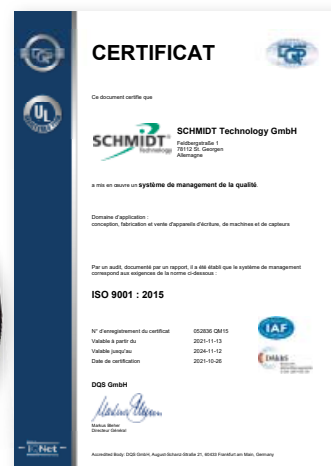 CERTIFICAT
DQS
UL
Ce document certifie que
SCHMIDT
Technology
SCHMIDT Technology GmbH
Feldbergstraße 1
78112 St. Georgen
Allemagne
a mis en œuvre un système de management de la qualité.
Domaine d'application :
conception, fabrication et vente d'appareils d'écriture, de machines et de capteurs
Par un audit, documenté par un rapport, il a été établi que le système de management
correspond aux exigences de la norme ci-dessous :
ISO 9001 : 2015
N° d'enregistrement du certificat 052836 QM15
Valable à partu du 2021-11-13
Valable jusqu'au 2024-11-12
Date de certification 2021-10-26
IAF
DAkkS
DQS GmbH
Markus Bleher
Directeur Général
- IQNet -
Accredited Body: DQS GmbH, August-Schanz-Straße 21, 60433 Frankfurt am Main, Germany